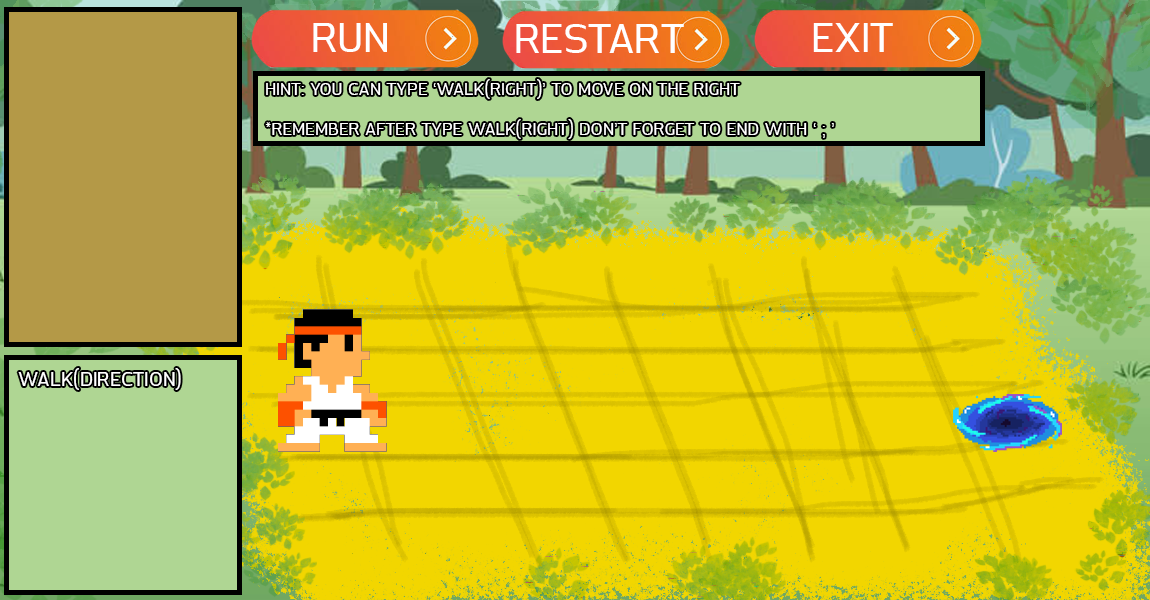 RUN
RESTART
EXIT
HINT: YOU CAN TYPE 'WALK(RIGHT)' TO MOVE ON THE RIGHT
*REMEMBER AFTER TYPE WALK(RIGHT) DON'T FORGET TO END WITH ' ; '
WALK(DIRECTION)